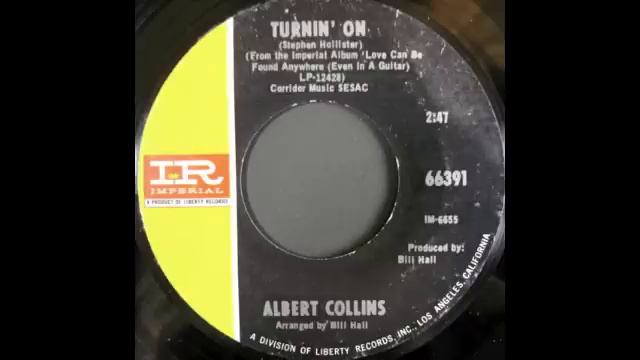 TURNIN' ON
(Stephen Hollister)
(From the Imperial Album 'Love Can Be
Found Anywhere (Even In A Guitar)
LP-12428)
Corridor Music SESAC
2:47
IR
IMPERIAL
A PRODUCT OF LIBERTY RECORDS
66391
IM-6655
Produced by:
Bill Hall
ALBERT COLLINS
Arranged by Bill Hall
A DIVISION OF LIBERTY RECORDS, INC., LOS ANGELES, CALIFORNIA